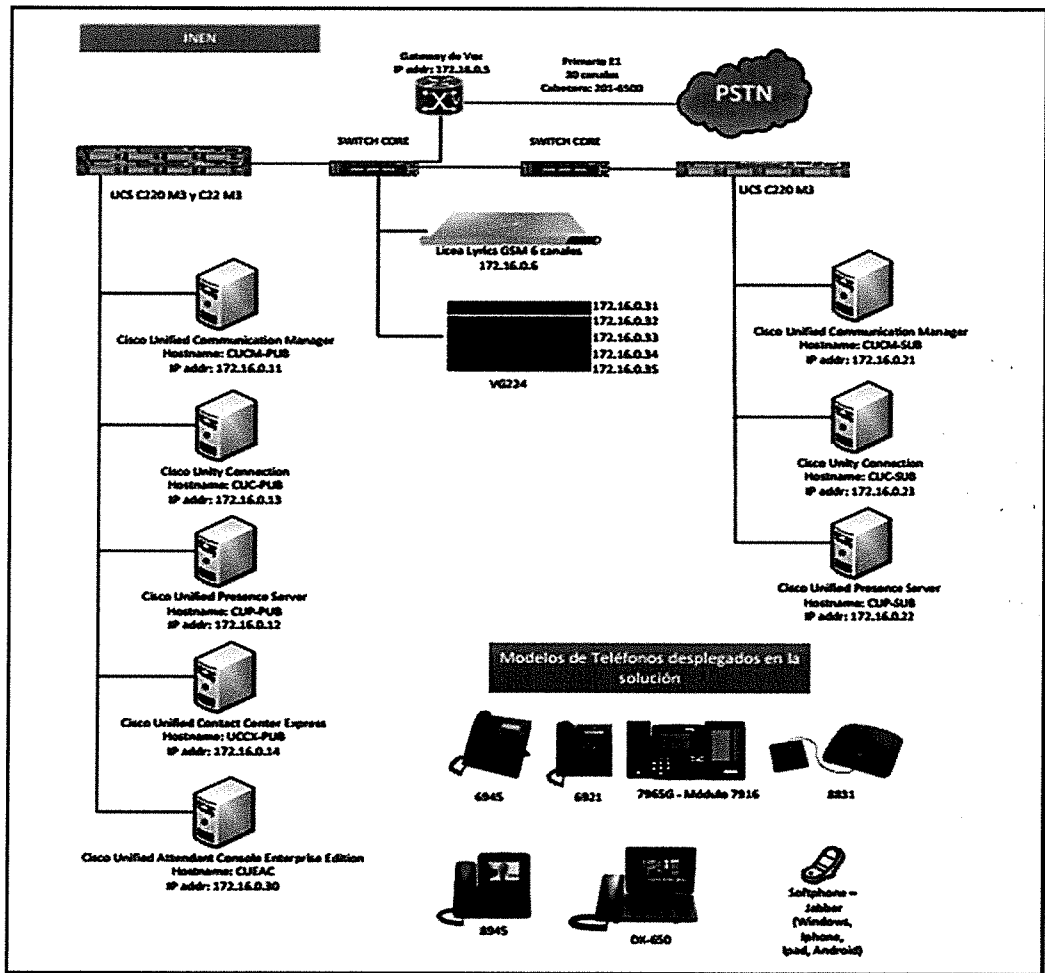 INEN
Gateway de Voz
IP addr: 172.16.0.5
Primario E1
30 canales
Cabecera: 201-6500
PSTN
SWITCH CORE
SWITCH CORE
UCS C220 M3 y C22 M3
UCS C220 M3
Lyrics GSM 6 canales
172.16.0.6
172.16.0.31
172.16.0.32
172.16.0.33
172.16.0.34
172.16.0.35
VG224
Cisco Unified Communication Manager
Hostname: CUCM-PUB
IP addr: 172.16.0.11
Cisco Unity Connection
Hostname: CUC-PUB
IP addr: 172.16.0.13
Cisco Unified Presence Server
Hostname: CUP-PUB
IP addr: 172.16.0.12
Cisco Unified Contact Center Express
Hostname: UCCX-PUB
IP addr: 172.16.0.14
Cisco Unified Attendant Console Enterprise Edition
Hostname: CUEAC
IP addr: 172.16.0.30
Cisco Unified Communication Manager
Hostname: CUCM-SUB
IP addr: 172.16.0.21
Cisco Unity Connection
Hostname: CUC-SUB
IP addr: 172.16.0.23
Cisco Unified Presence Server
Hostname: CUP-SUB
IP addr: 172.16.0.22
Modelos de Teléfonos desplegados en la
solución
6945
6921
7965G - Módulo 7916
8831
8945
DX-650
Softphone –
Jabber
(Windows,
Iphone,
Ipad, Android)